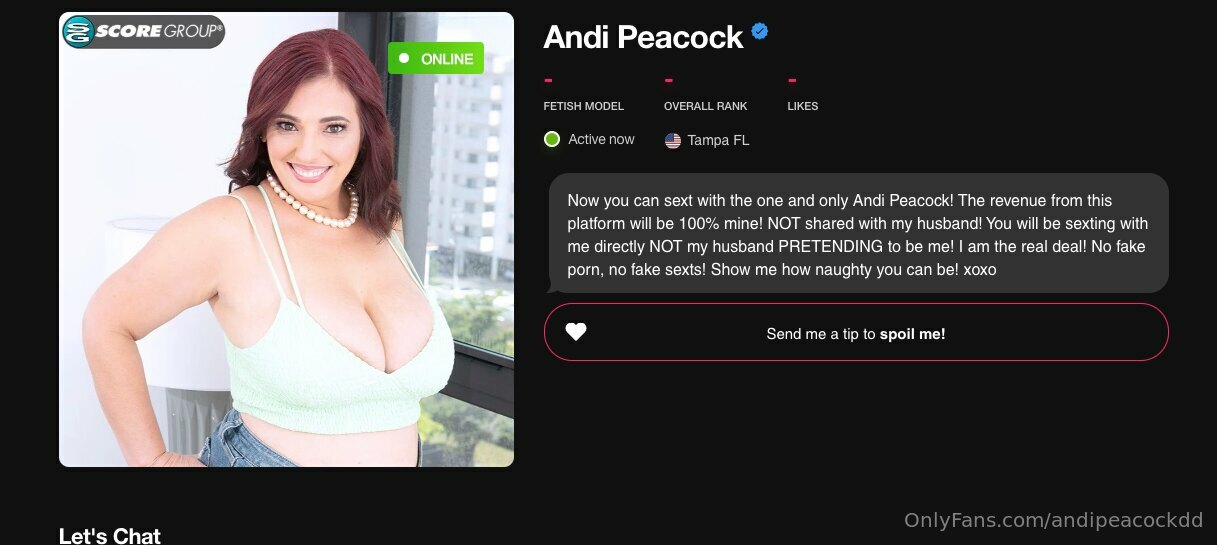 SG SCORE GROUP®
ONLINE
Andi Peacock
-
-
-
FETISH MODEL
OVERALL RANK
LIKES
Active now
Tampa FL
Now you can sext with the one and only Andi Peacock! The revenue from this
platform will be 100% mine! NOT shared with my husband! You will be sexting with
me directly NOT my husband PRETENDING to be me! I am the real deal! No fake
porn, no fake sexts! Show me how naughty you can be! xoxo
Send me a tip to spoil me!
Let's Chat
OnlyFans.com/andipeacockdd